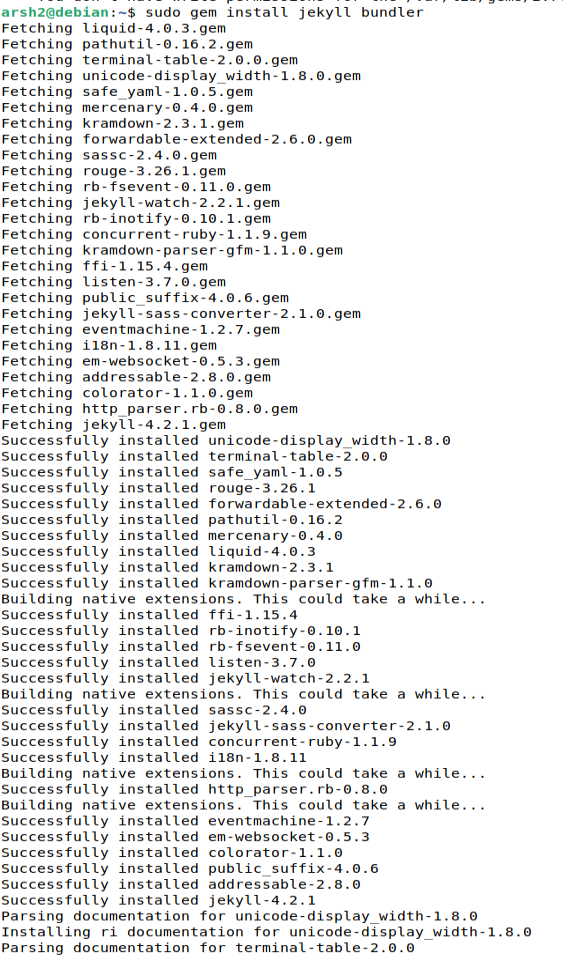 arsh2@debian:~$ sudo gem install jekyll bundler
Fetching liquid-4.0.3.gem
Fetching pathutil-0.16.2.gem
Fetching terminal-table-2.0.0.gem
Fetching unicode-display_width-1.8.0.gem
Fetching safe_yaml-1.0.5.gem
Fetching mercenary-0.4.0.gem
Fetching kramdown-2.3.1.gem
Fetching forwardable-extended-2.6.0.gem
Fetching sassc-2.4.0.gem
Fetching rouge-3.26.1.gem
Fetching rb-fsevent-0.11.0.gem
Fetching jekyll-watch-2.2.1.gem
Fetching rb-inotify-0.10.1.gem
Fetching concurrent-ruby-1.1.9.gem
Fetching kramdown-parser-gfm-1.1.0.gem
Fetching ffi-1.15.4.gem
Fetching listen-3.7.0.gem
Fetching public_suffix-4.0.6.gem
Fetching jekyll-sass-converter-2.1.0.gem
Fetching eventmachine-1.2.7.gem
Fetching i18n-1.8.11.gem
Fetching em-websocket-0.5.3.gem
Fetching addressable-2.8.0.gem
Fetching colorator-1.1.0.gem
Fetching http_parser.rb-0.8.0.gem
Fetching jekyll-4.2.1.gem
Successfully installed unicode-display_width-1.8.0
Successfully installed terminal-table-2.0.0
Successfully installed safe_yaml-1.0.5
Successfully installed rouge-3.26.1
Successfully installed forwardable-extended-2.6.0
Successfully installed pathutil-0.16.2
Successfully installed mercenary-0.4.0
Successfully installed liquid-4.0.3
Successfully installed kramdown-2.3.1
Successfully installed kramdown-parser-gfm-1.1.0
Building native extensions. This could take a while...
Successfully installed ffi-1.15.4
Successfully installed rb-inotify-0.10.1
Successfully installed rb-fsevent-0.11.0
Successfully installed listen-3.7.0
Successfully installed jekyll-watch-2.2.1
Building native extensions. This could take a while...
Successfully installed sassc-2.4.0
Successfully installed jekyll-sass-converter-2.1.0
Successfully installed concurrent-ruby-1.1.9
Successfully installed i18n-1.8.11
Building native extensions. This could take a while...
Successfully installed http_parser.rb-0.8.0
Building native extensions. This could take a while...
Successfully installed eventmachine-1.2.7
Successfully installed em-websocket-0.5.3
Successfully installed colorator-1.1.0
Successfully installed public_suffix-4.0.6
Successfully installed addressable-2.8.0
Successfully installed jekyll-4.2.1
Parsing documentation for unicode-display_width-1.8.0
Installing ri documentation for unicode-display_width-1.8.0
Parsing documentation for terminal-table-2.0.0